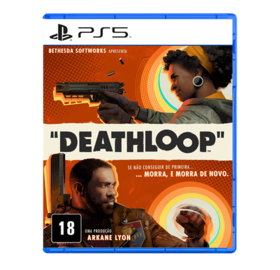 PS5
BETHESDA SOFTWORKS APRESENTA
"DEATHLOOP"
SE NÃO CONSEGUIR DE PRIMEIRA...
... MORRA, E MORRA DE NOVO.
18
UMA PRODUÇÃO
ARKANE LYON